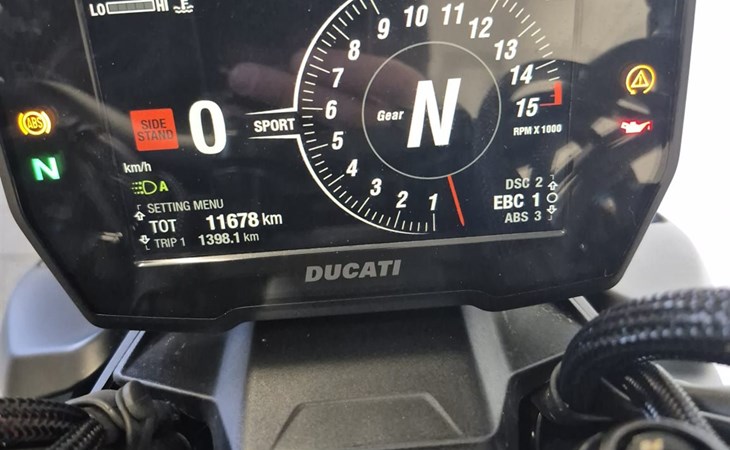 LO HI
9 10 11 12
8 13
7 14
6 15
5
4
3
2
1
RPM X 1000
Gear N
SPORT
SIDE
STAND
0
km/h
ABS
N
A
SETTING MENU
TOT 11678 km
TRIP 1 1398.1 km
DSC 2
EBC 1
ABS 3
DUCATI